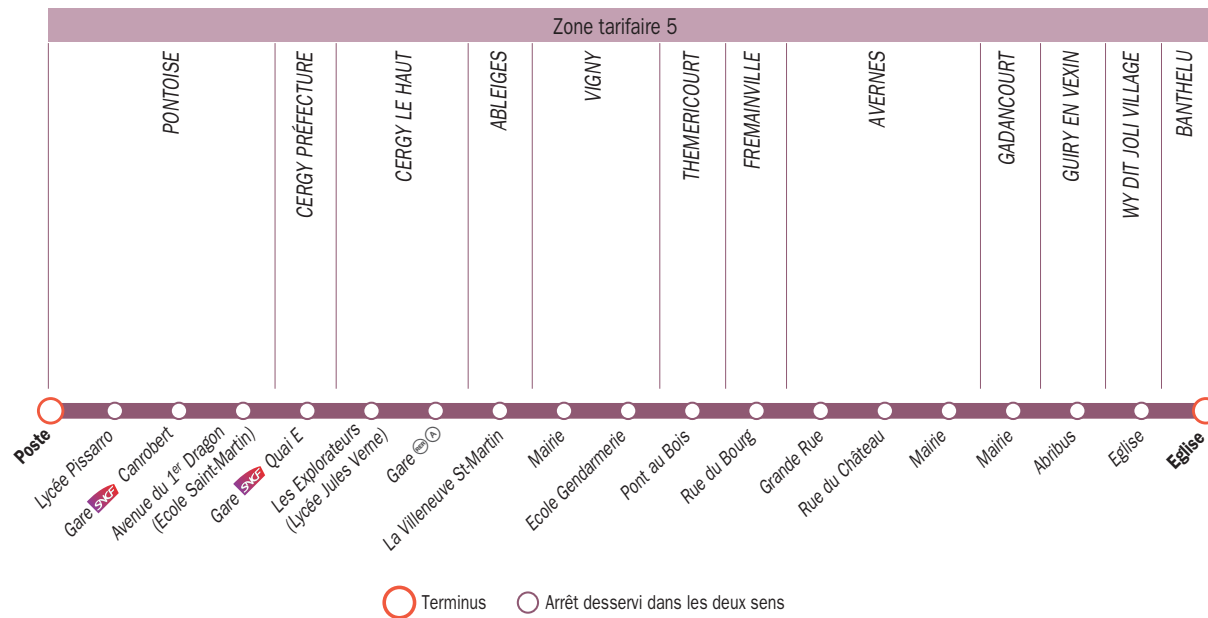 Zone tarifaire 5
PONTOISE
CERGY PRÉFECTURE
CERGY LE HAUT
ABLEIGES
VIGNY
THEMERICOURT
FREMAINVILLE
AVERNES
GADANCOURT
GUIRY EN VEXIN
WY DIT JOLI VILLAGE
BANTHELU
Poste
Lycée Pissarro
Gare SNCF Canrobert
Avenue du 1er Dragon
(Ecole Saint-Martin)
Gare SNCF Quai E
Les Explorateurs
(Lycée Jules Verne)
Gare RER A
La Villeneuve St-Martin
Mairie
Ecole Gendarmerie
Pont au Bois
Rue du Bourg
Grande Rue
Rue du Château
Mairie
Mairie
Abribus
Eglise
Eglise
Terminus
Arrêt desservi dans les deux sens